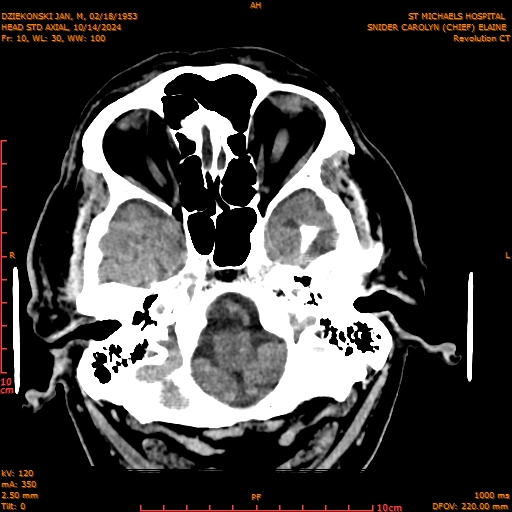 AH
DZIEKONSKI JAN, M, 02/18/1953
HEAD STD AXIAL, 10/14/2024
Fr: 10, WL: 30, WW: 100
ST MICHAELS HOSPITAL
SNIDER CAROLYN (CHIEF) ELAINE
Revolution CT
R
L
10
cm
kV: 120
mA: 350
2.50 mm
Tilt: 0
PF
10cm
1000 ms
DFOV: 220.00 mm